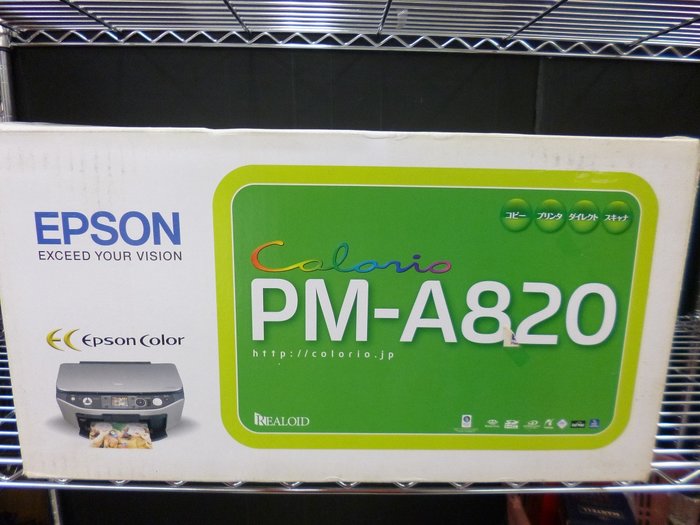 EPSON
EXCEED YOUR VISION
EC Epson Color
コピー プリンタ ダイレクト スキャナ
Colorio
PM-A820
http://colorio.jp
REALOID